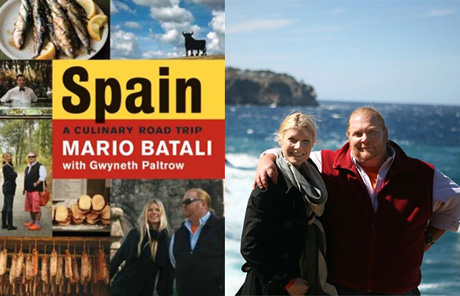 Spain
A CULINARY ROAD TRIP
MARIO BATALI
with Gwyneth Paltrow